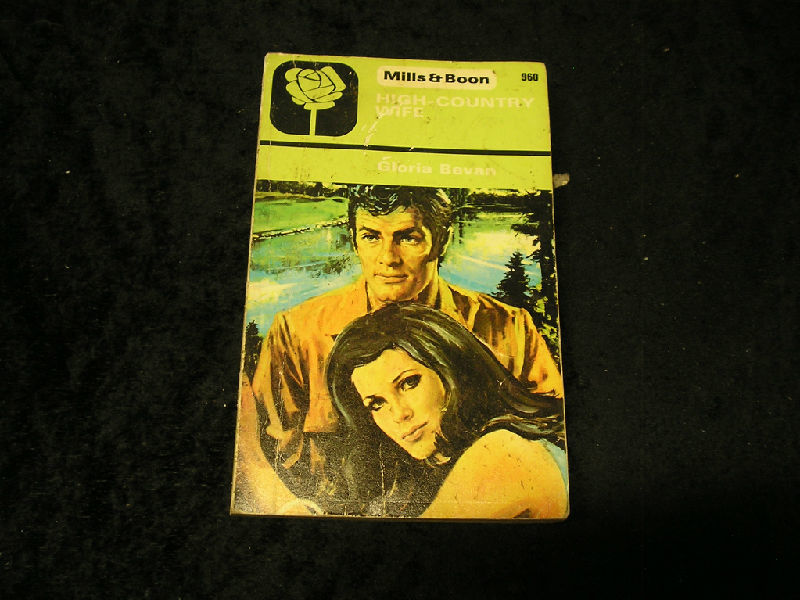 Mills & Boon
960
HIGH-COUNTRY
WIFE
Gloria Bevan